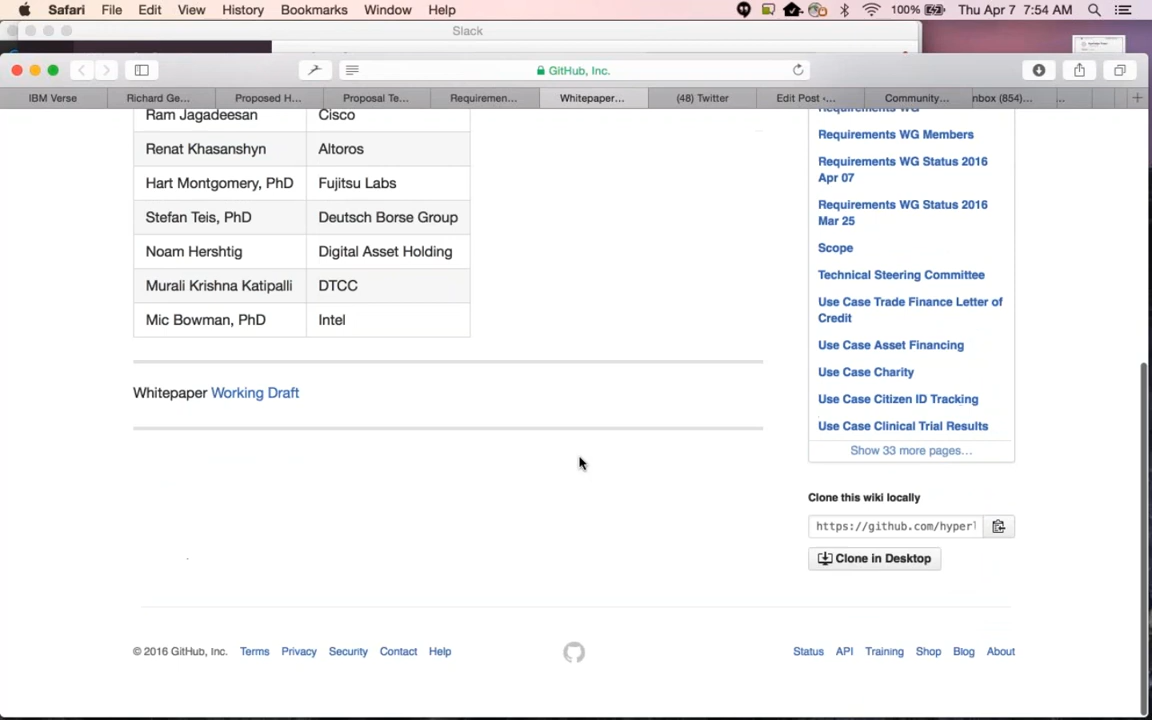 Safari File Edit View History Bookmarks Window Help 100% Thu Apr 7 7:54 AM
Slack
GitHub, Inc.
IBM Verse Richard Ge... Proposed H... Proposal Te... Requiremen... Whitepaper... (48) Twitter Edit Post ‹... Community... nbox (854)... ...
Ram Jagadeesan Cisco
Renat Khasanshyn Altoros
Hart Montgomery, PhD Fujitsu Labs
Stefan Teis, PhD Deutsch Borse Group
Noam Hershtig Digital Asset Holding
Murali Krishna Katipalli DTCC
Mic Bowman, PhD Intel
Whitepaper Working Draft
Requirements WG
Requirements WG Members
Requirements WG Status 2016
Apr 07
Requirements WG Status 2016
Mar 25
Scope
Technical Steering Committee
Use Case Trade Finance Letter of
Credit
Use Case Asset Financing
Use Case Charity
Use Case Citizen ID Tracking
Use Case Clinical Trial Results
Show 33 more pages...
Clone this wiki locally
https://github.com/hyperl
Clone in Desktop
© 2016 GitHub, Inc. Terms Privacy Security Contact Help
Status API Training Shop Blog About